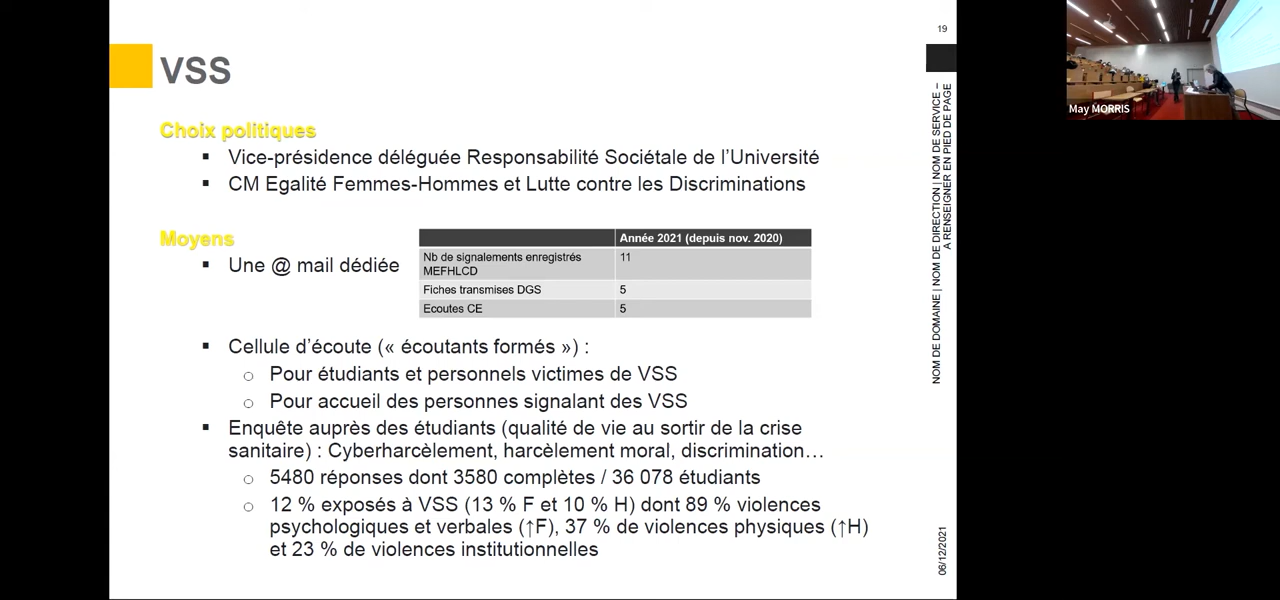 19
VSS
Choix politiques
▪ Vice-présidence déléguée Responsabilité Sociétale de l'Université
▪ CM Egalité Femmes-Hommes et Lutte contre les Discriminations
Moyens
▪ Une @ mail dédiée
Année 2021 (depuis nov. 2020)
Nb de signalements enregistrés MEFHLCD 11
Fiches transmises DGS 5
Ecoutes CE 5
▪ Cellule d'écoute (« écoutants formés ») :
○ Pour étudiants et personnels victimes de VSS
○ Pour accueil des personnes signalant des VSS
▪ Enquête auprès des étudiants (qualité de vie au sortir de la crise
sanitaire) : Cyberharcèlement, harcèlement moral, discrimination…
○ 5480 réponses dont 3580 complètes / 36 078 étudiants
○ 12 % exposés à VSS (13 % F et 10 % H) dont 89 % violences
psychologiques et verbales (↑F), 37 % de violences physiques (↑H)
et 23 % de violences institutionnelles
NOM DE DOMAINE | NOM DE DIRECTION | NOM DE SERVICE –
A RENSEIGNER EN PIED DE PAGE
06/12/2021
May MORRIS